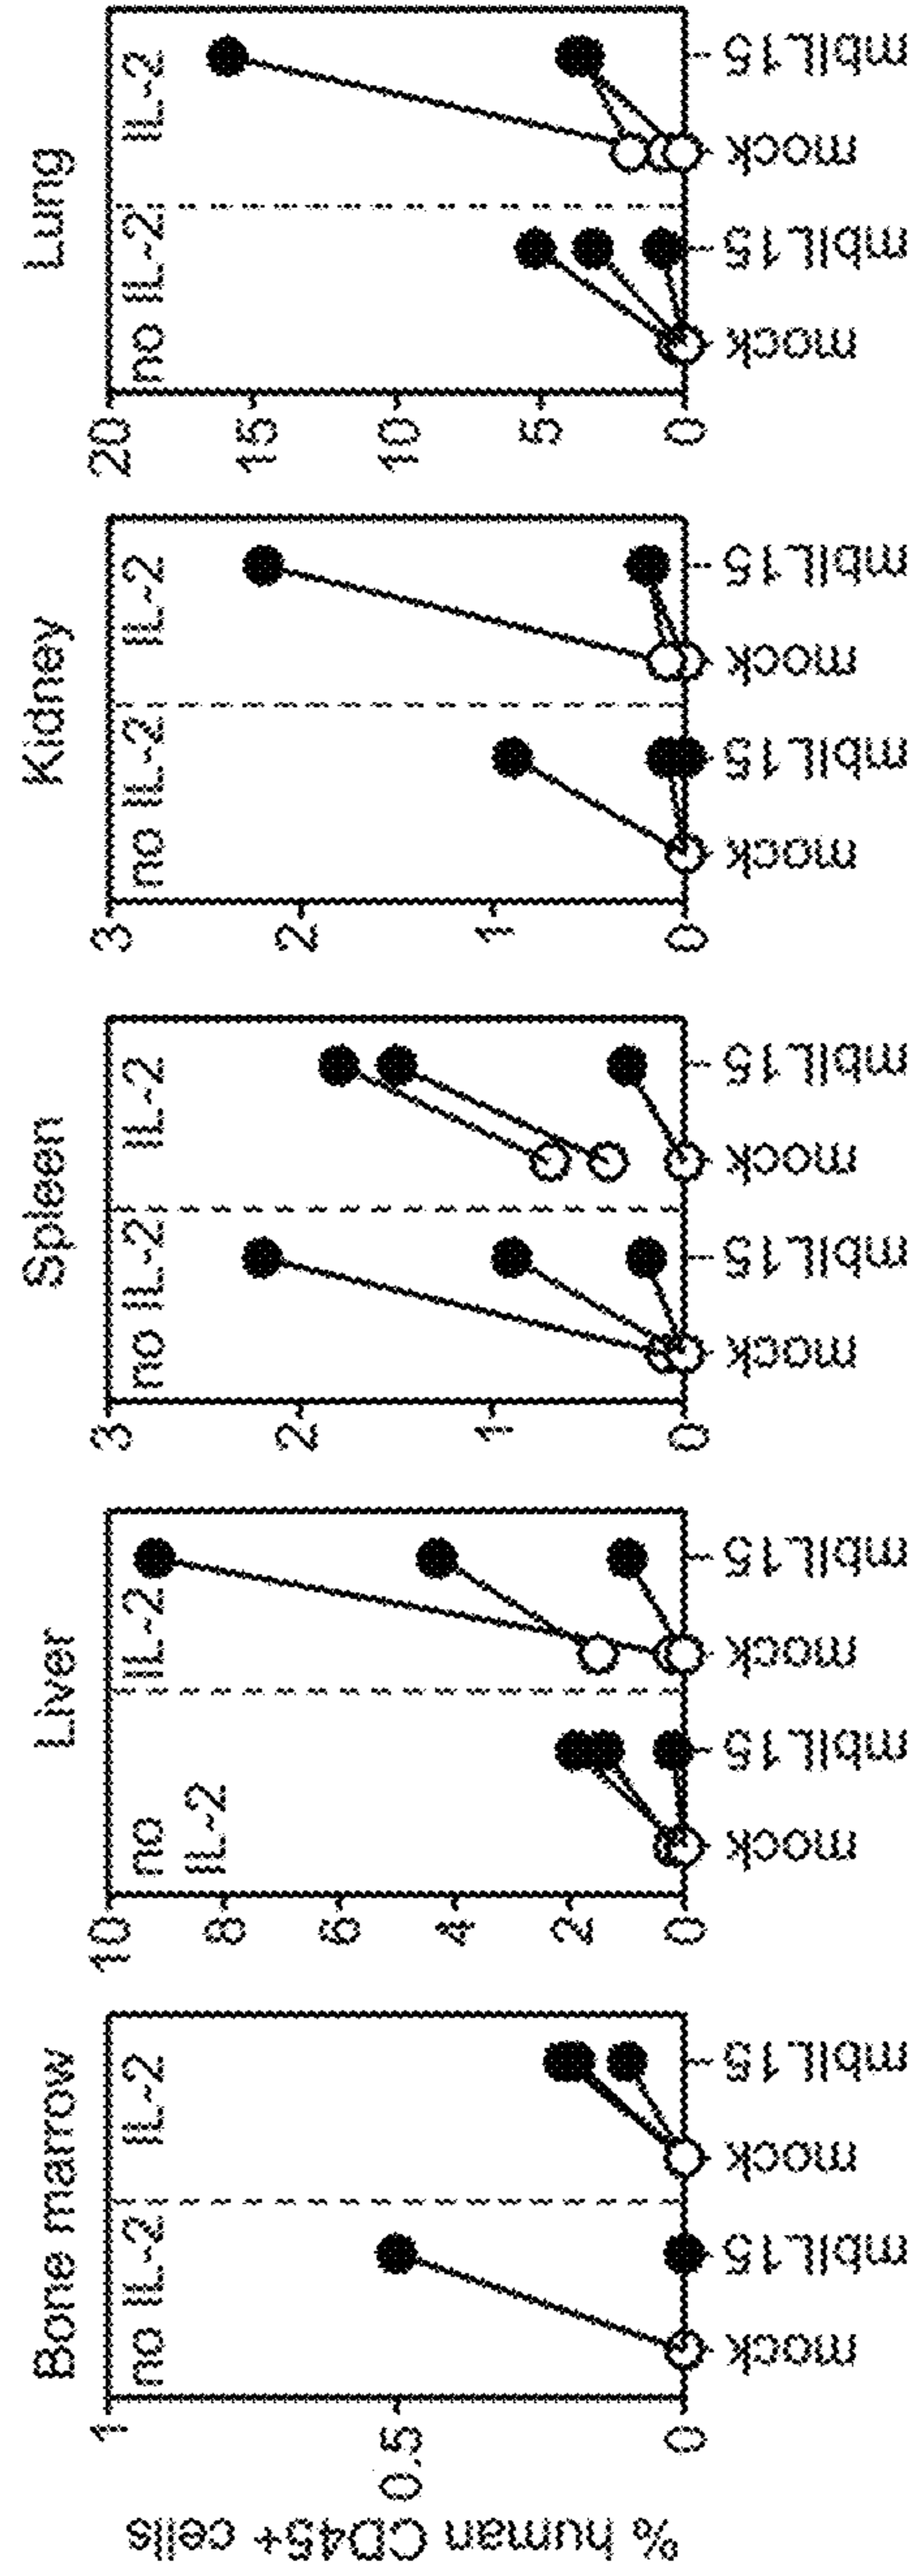 % human CD45+ cells
Bone marrow
1
0.5
0
no IL-2
IL-2
mock
mbIL15
mock
mbIL15
Liver
10
8
6
4
2
0
no
IL-2
IL-2
mock
mbIL15
mock
mbIL15
Spleen
3
2
1
0
no IL-2
IL-2
mock
mbIL15
mock
mbIL15
Kidney
3
2
1
0
no IL-2
IL-2
mock
mbIL15
mock
mbIL15
Lung
20
15
10
5
0
no IL-2
IL-2
mock
mbIL15
mock
mbIL15